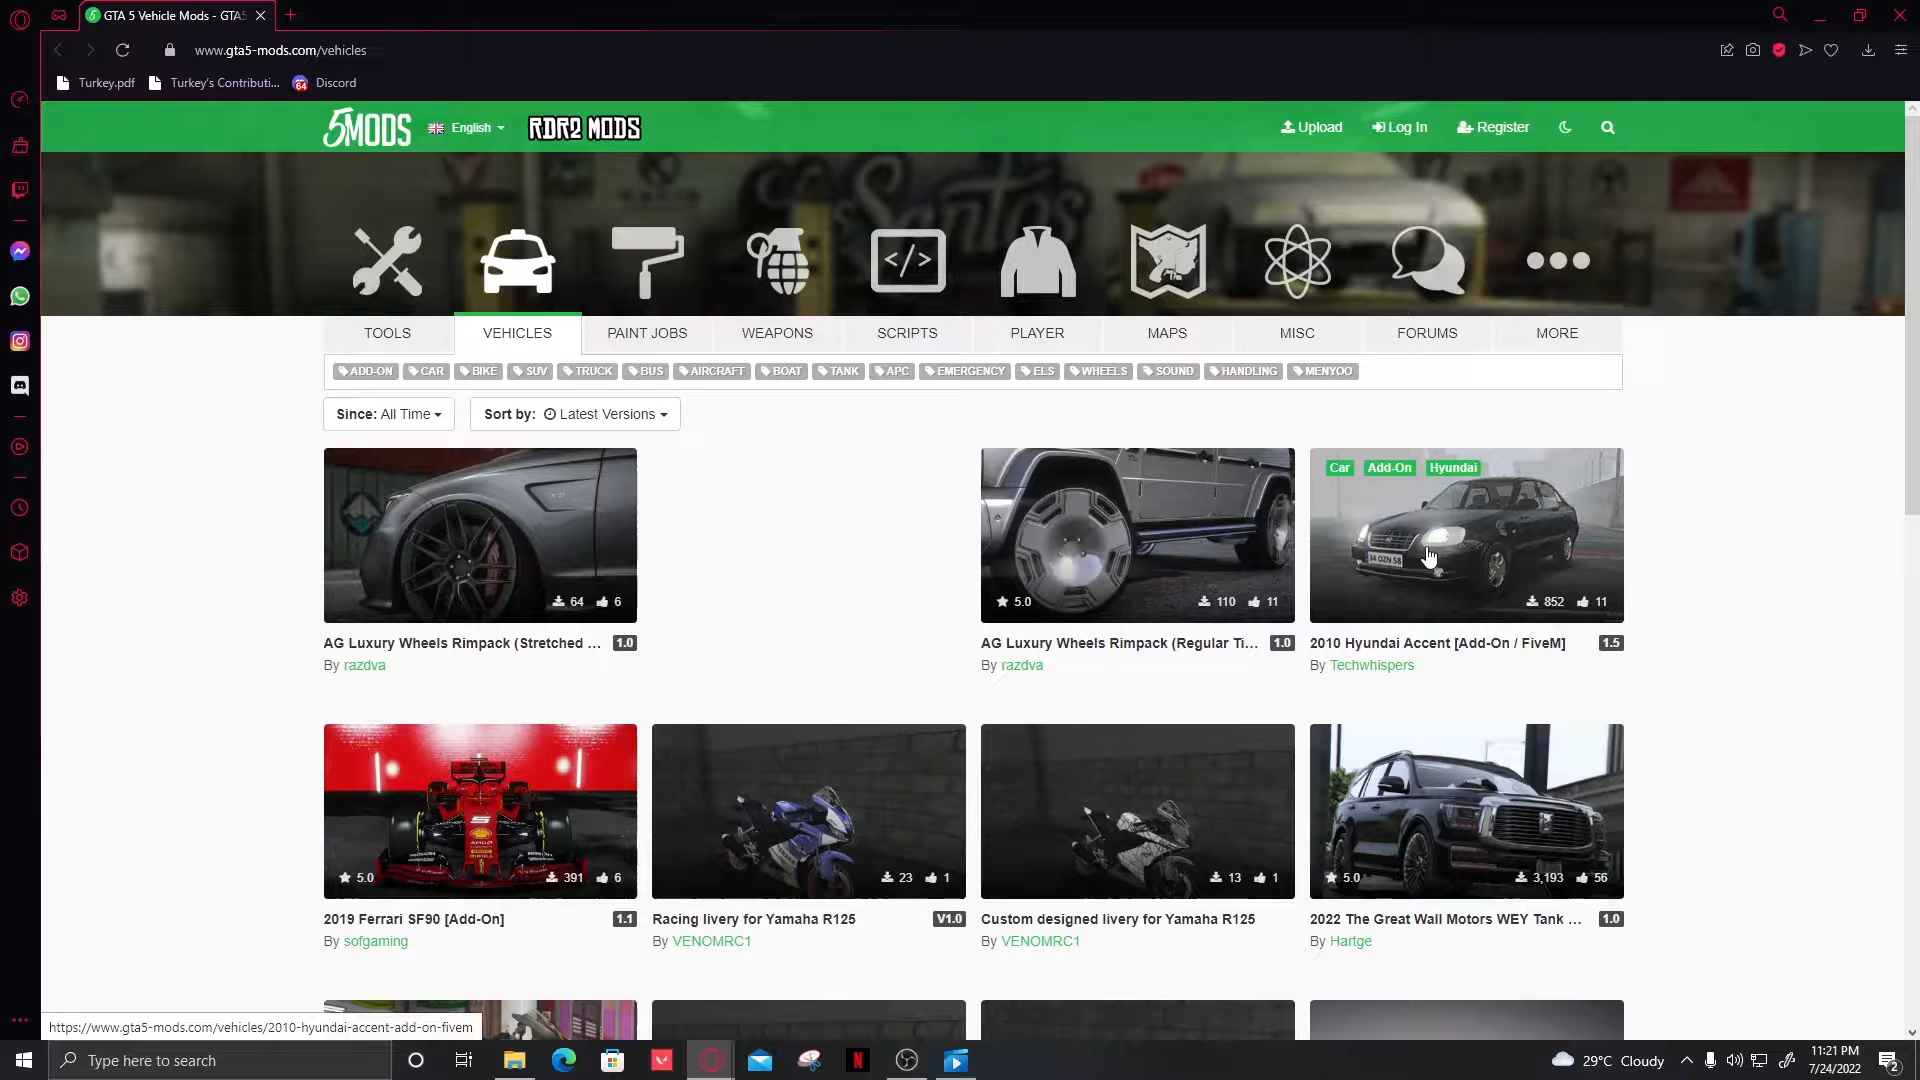 GTA 5 Vehicle Mods - GTA5
www.gta5-mods.com/vehicles
Turkey.pdf
Turkey's Contributi...
Discord
5MODS
English
RDR2 MODS
Upload
Log In
Register
Santos
TOOLS
VEHICLES
PAINT JOBS
WEAPONS
SCRIPTS
PLAYER
MAPS
MISC
FORUMS
MORE
ADD-ON
CAR
BIKE
SUV
TRUCK
BUS
AIRCRAFT
BOAT
TANK
APC
EMERGENCY
ELS
WHEELS
SOUND
HANDLING
MENYOO
Since: All Time
Sort by: Latest Versions
64 6
AG Luxury Wheels Rimpack (Stretched ... 1.0
By razdva
5.0 110 11
AG Luxury Wheels Rimpack (Regular Ti... 1.0
By razdva
Car Add-On Hyundai
34 OZN 58
852 11
2010 Hyundai Accent [Add-On / FiveM] 1.5
By Techwhispers
5.0 391 6
2019 Ferrari SF90 [Add-On] 1.1
By sofgaming
23 1
Racing livery for Yamaha R125 V1.0
By VENOMRC1
13 1
Custom designed livery for Yamaha R125
By VENOMRC1
5.0 3,193 56
2022 The Great Wall Motors WEY Tank ... 1.0
By Hartge
https://www.gta5-mods.com/vehicles/2010-hyundai-accent-add-on-fivem
Type here to search
29°C Cloudy
11:21 PM
7/24/2022
2